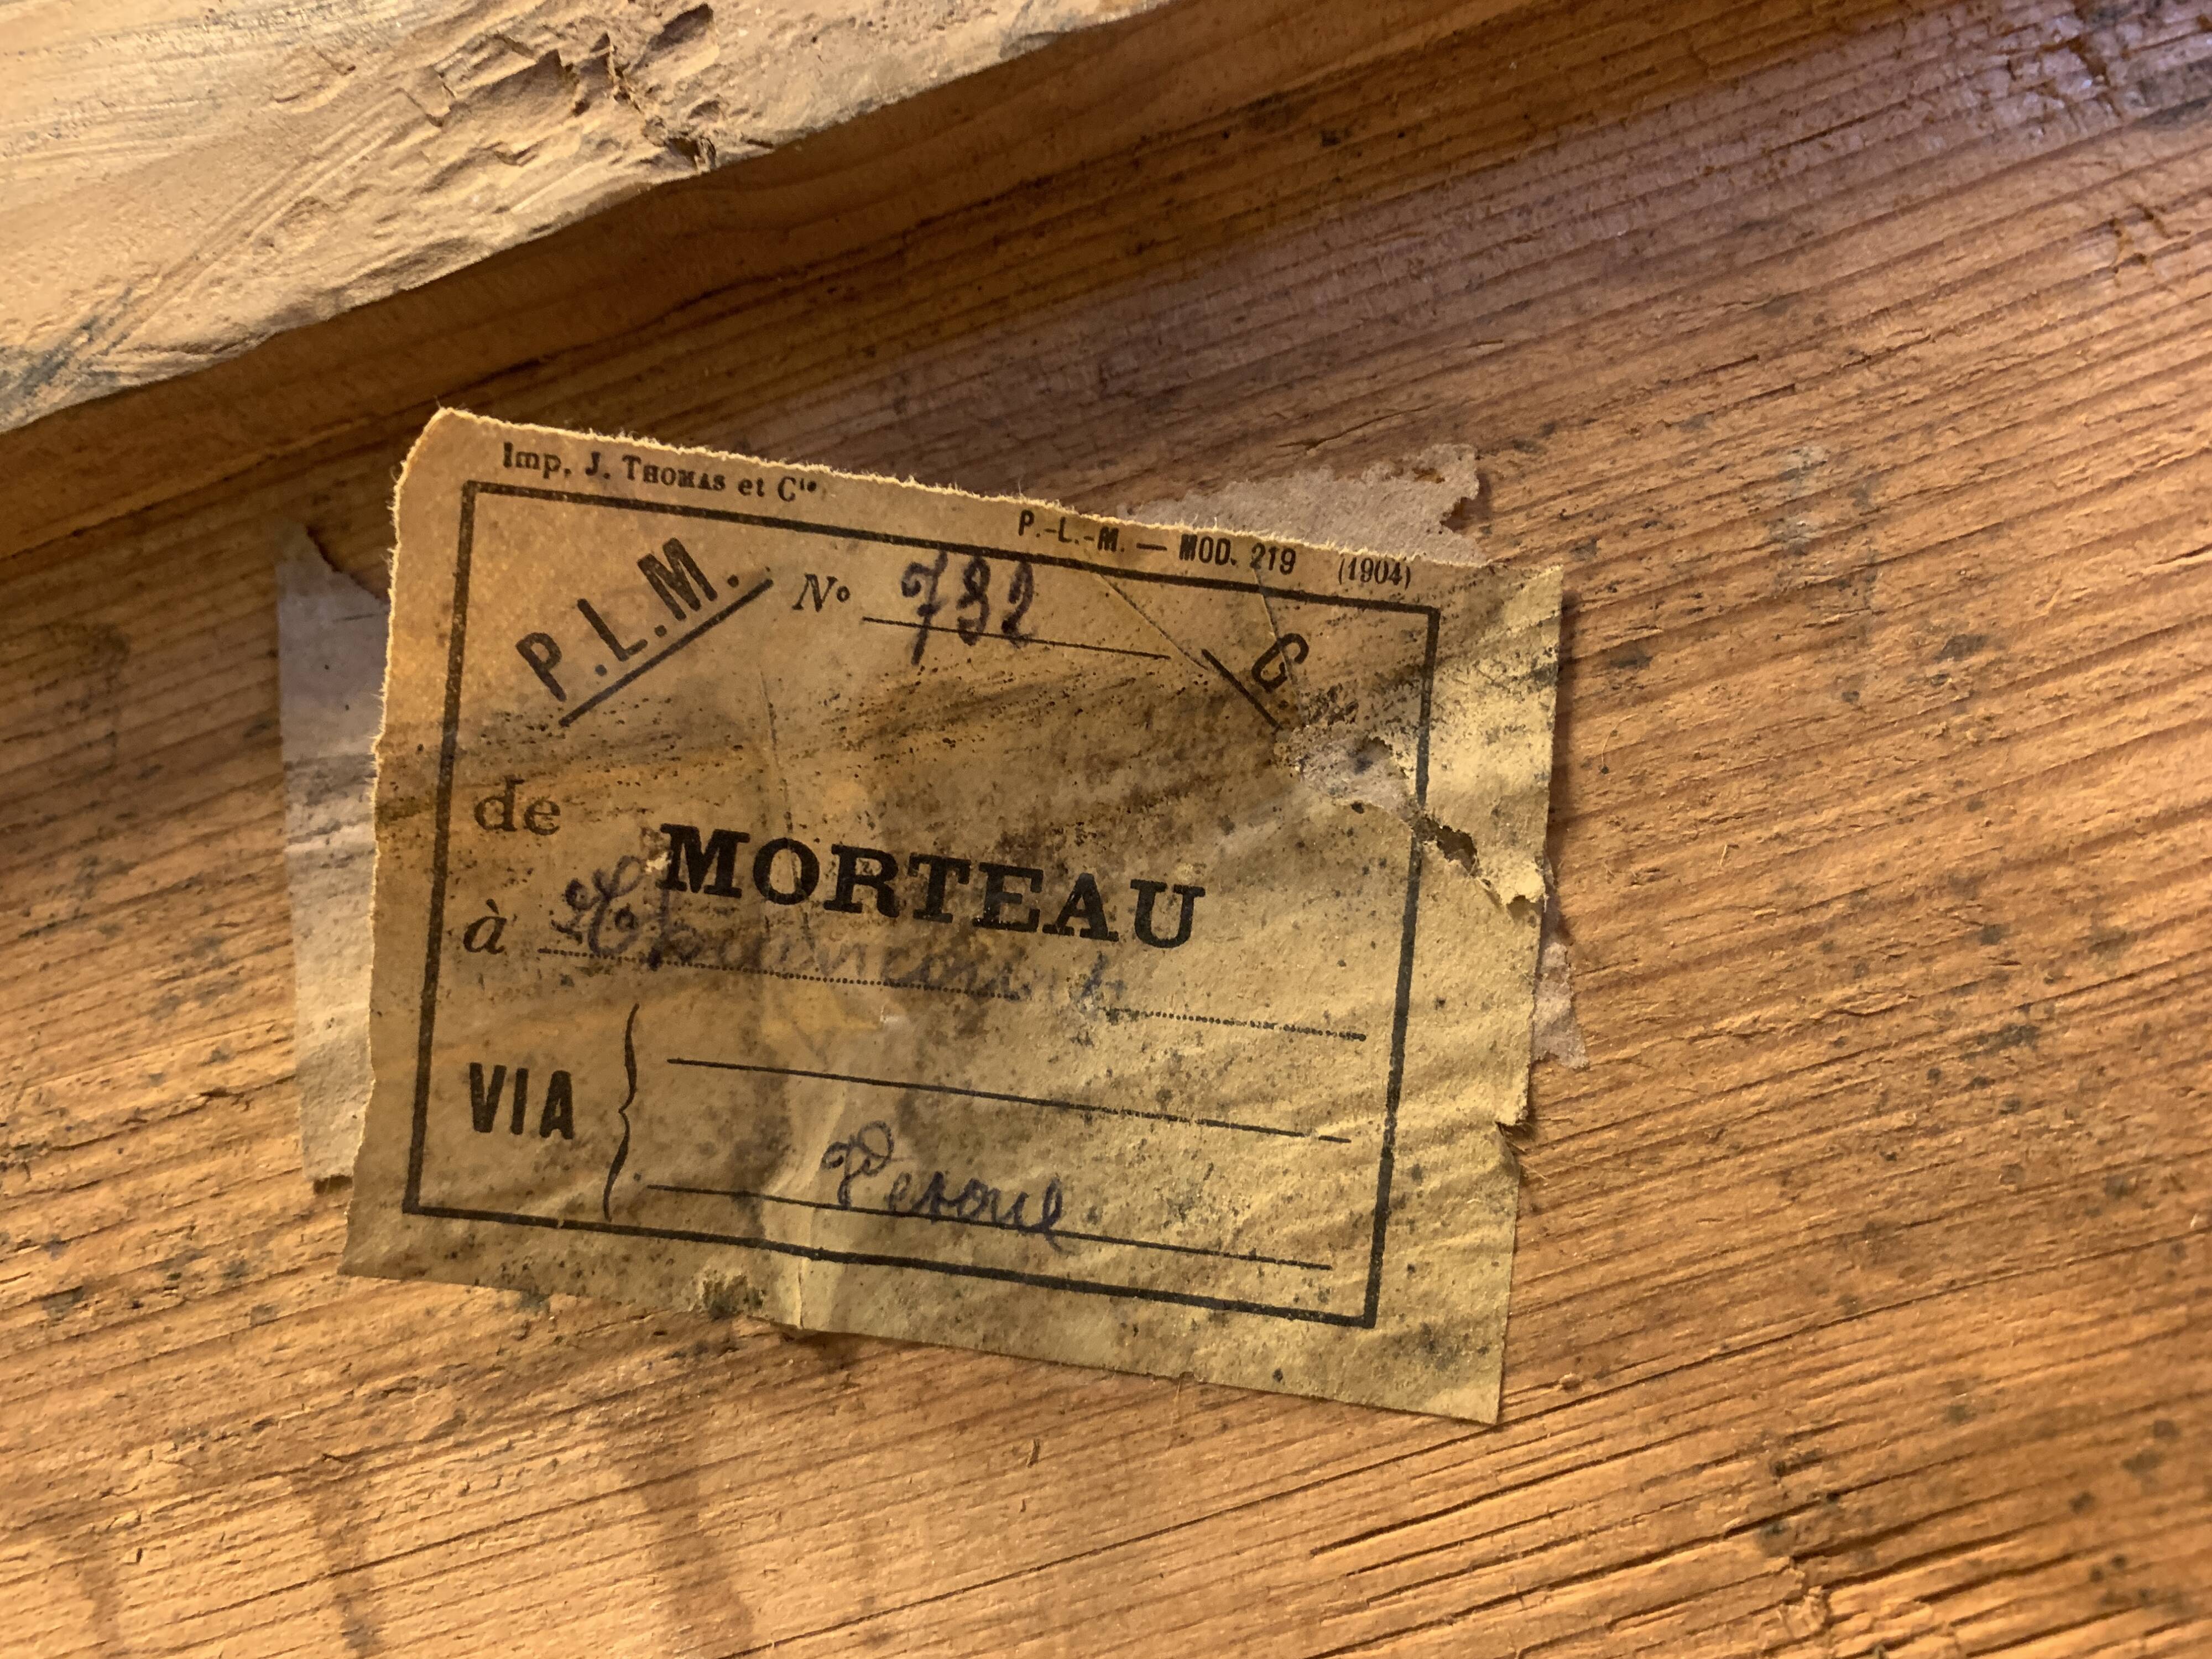 Imp. J. THOMAS et Cie
P.-L.-M. — MOD. 219 (1904)
P.L.M.
No 732
G.
de MORTEAU
à
VIA
Vesoul